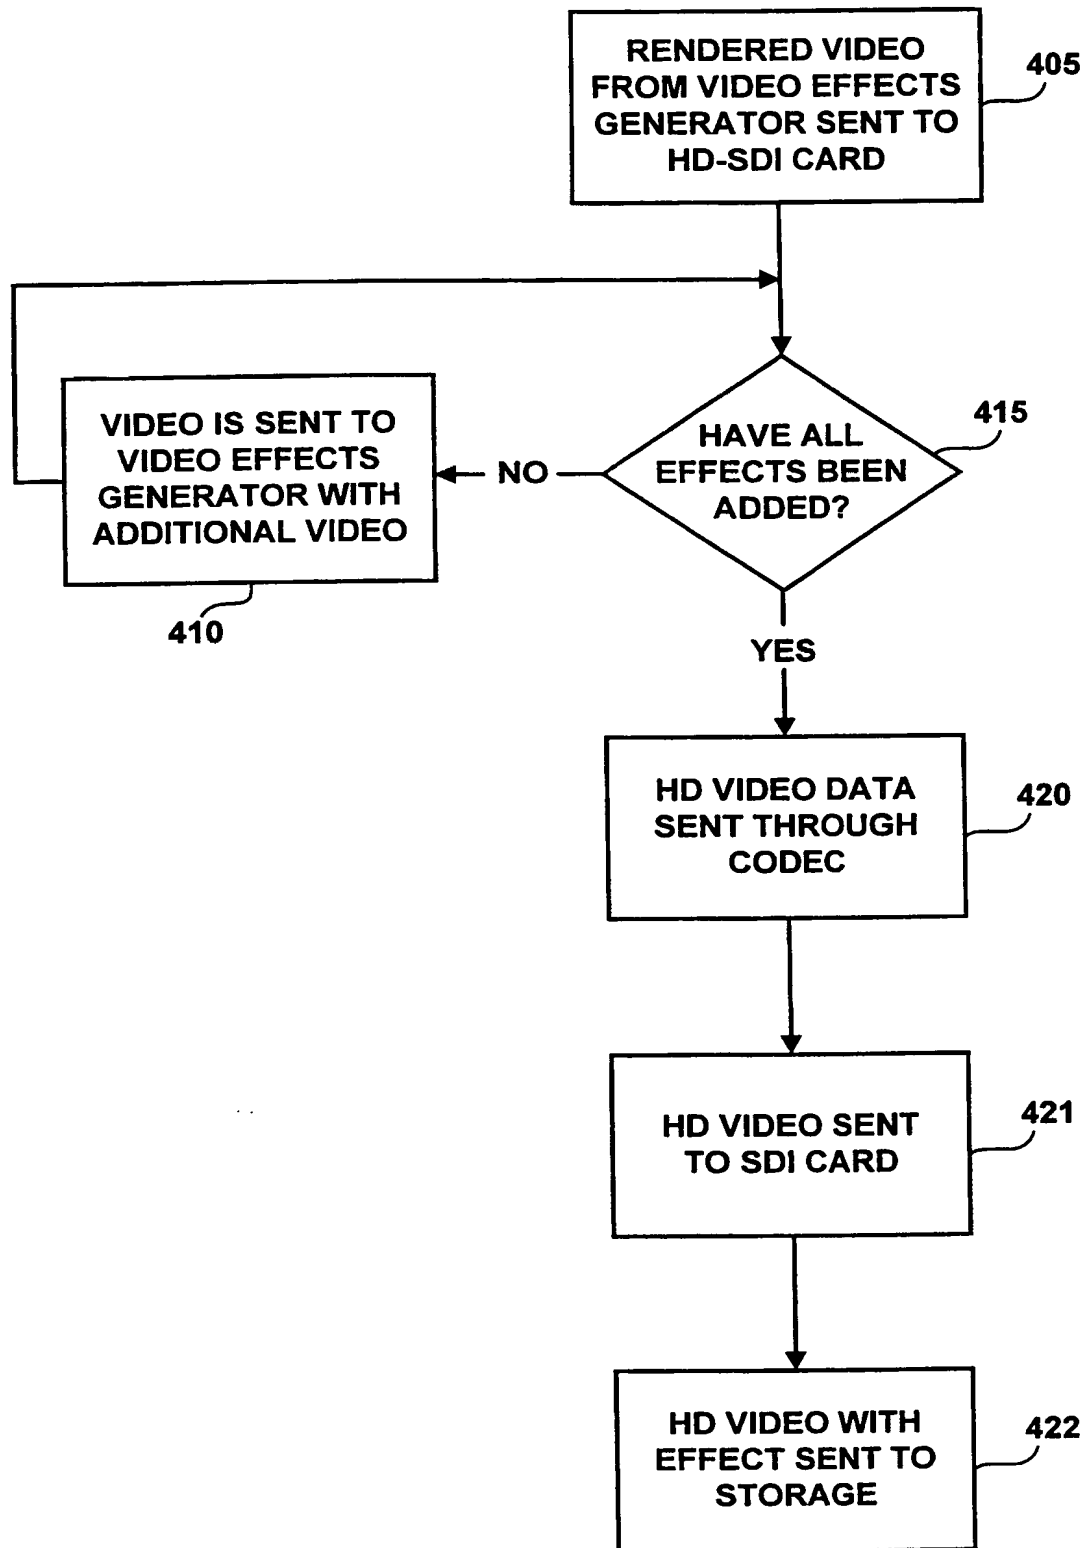 RENDERED VIDEO
FROM VIDEO EFFECTS
GENERATOR SENT TO
HD-SDI CARD
405
HAVE ALL
EFFECTS BEEN
ADDED?
415
NO
VIDEO IS SENT TO
VIDEO EFFECTS
GENERATOR WITH
ADDITIONAL VIDEO
410
YES
HD VIDEO DATA
SENT THROUGH
CODEC
420
HD VIDEO SENT
TO SDI CARD
421
HD VIDEO WITH
EFFECT SENT TO
STORAGE
422